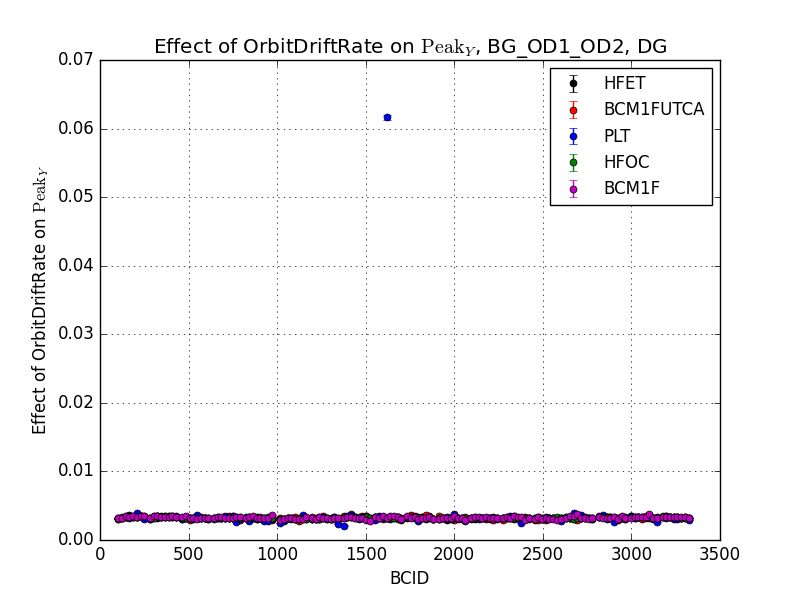 Effect of OrbitDriftRate on Peak_Y, BG_OD1_OD2, DG
0.07
0.06
0.05
0.04
0.03
0.02
0.01
0.00
Effect of OrbitDriftRate on Peak_Y
HFET
BCM1FUTCA
PLT
HFOC
BCM1F
0 500 1000 1500 2000 2500 3000 3500
BCID